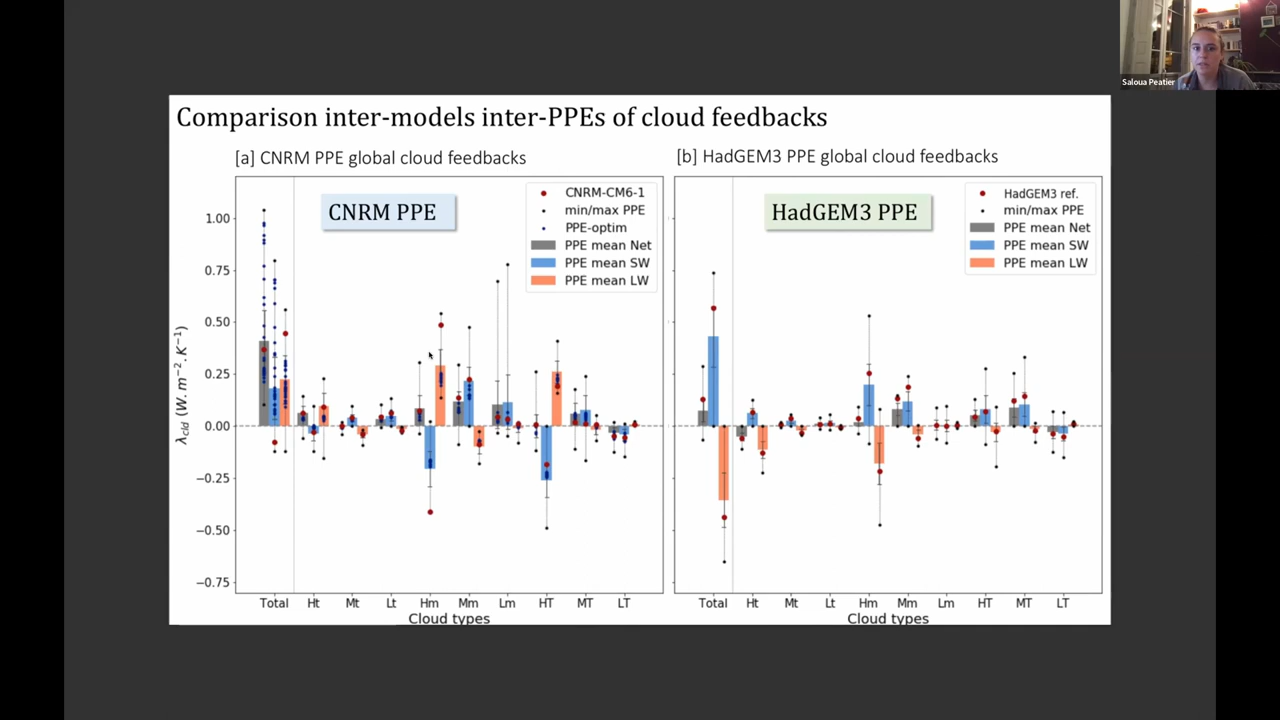 Saloua Peatier
Comparison inter-models inter-PPEs of cloud feedbacks
[a] CNRM PPE global cloud feedbacks
CNRM PPE
CNRM-CM6-1
min/max PPE
PPE-optim
PPE mean Net
PPE mean SW
PPE mean LW
λcld (W.m⁻².K⁻¹)
1.00
0.75
0.50
0.25
0.00
−0.25
−0.50
−0.75
Total Ht Mt Lt Hm Mm Lm HT MT LT
Cloud types
[b] HadGEM3 PPE global cloud feedbacks
HadGEM3 PPE
HadGEM3 ref.
min/max PPE
PPE mean Net
PPE mean SW
PPE mean LW
Total Ht Mt Lt Hm Mm Lm HT MT LT
Cloud types